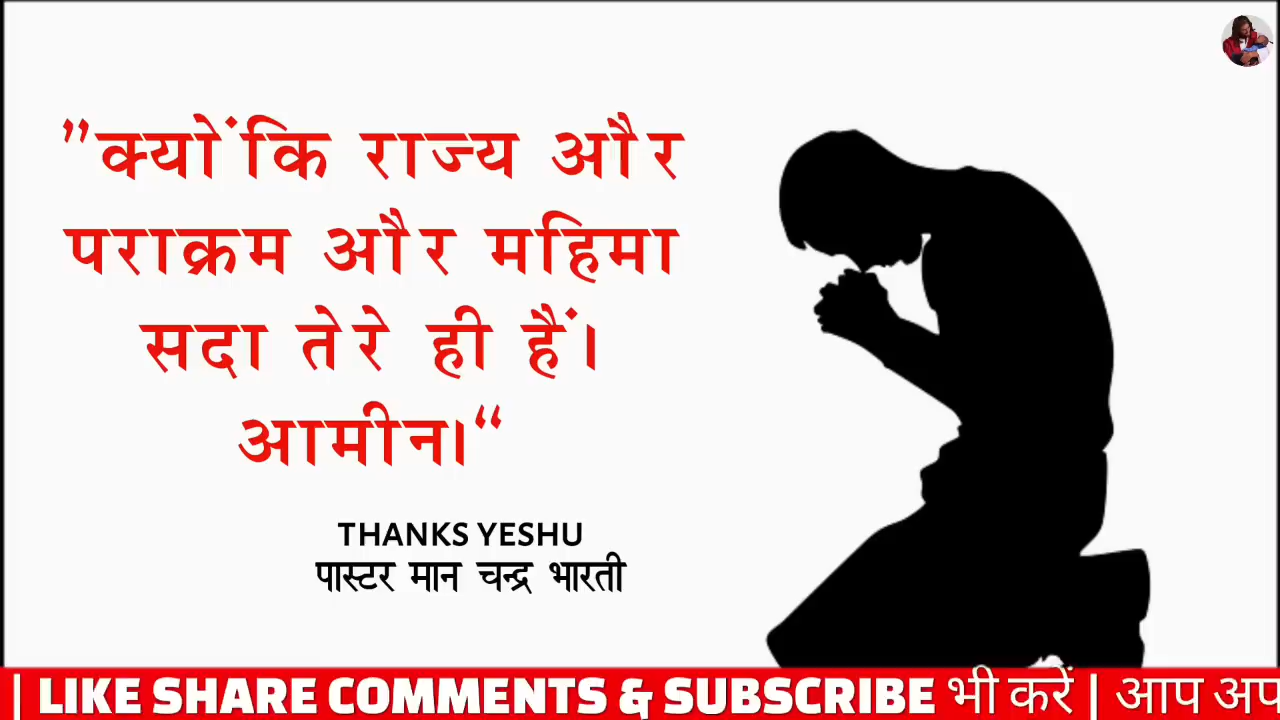 "क्योंकि राज्य और
पराक्रम और महिमा
सदा तेरे ही हैं।
आमीन।"
THANKS YESHU
पास्टर मान चन्द्र भारती
| LIKE SHARE COMMENTS & SUBSCRIBE भी करें | आप